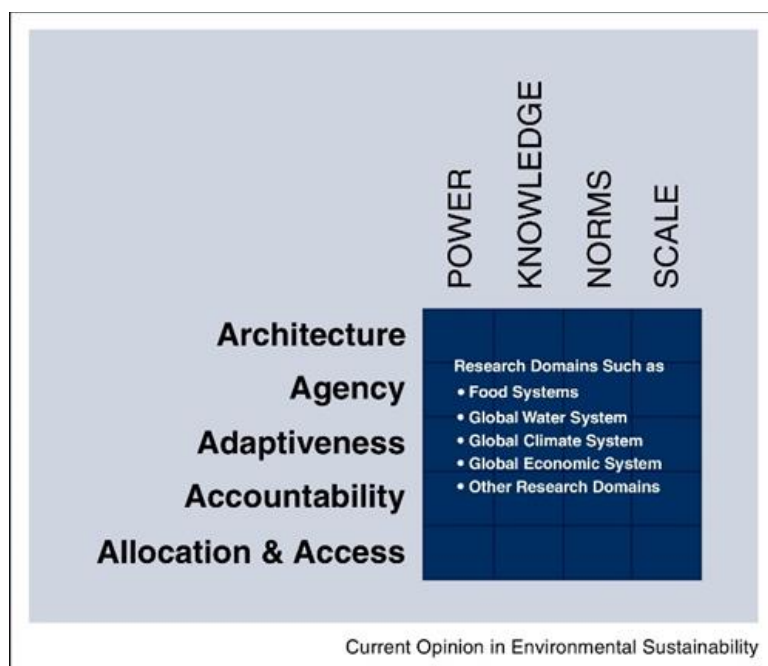 POWER
KNOWLEDGE
NORMS
SCALE
Architecture
Agency
Adaptiveness
Accountability
Allocation & Access
Research Domains Such as
• Food Systems
• Global Water System
• Global Climate System
• Global Economic System
• Other Research Domains
Current Opinion in Environmental Sustainability